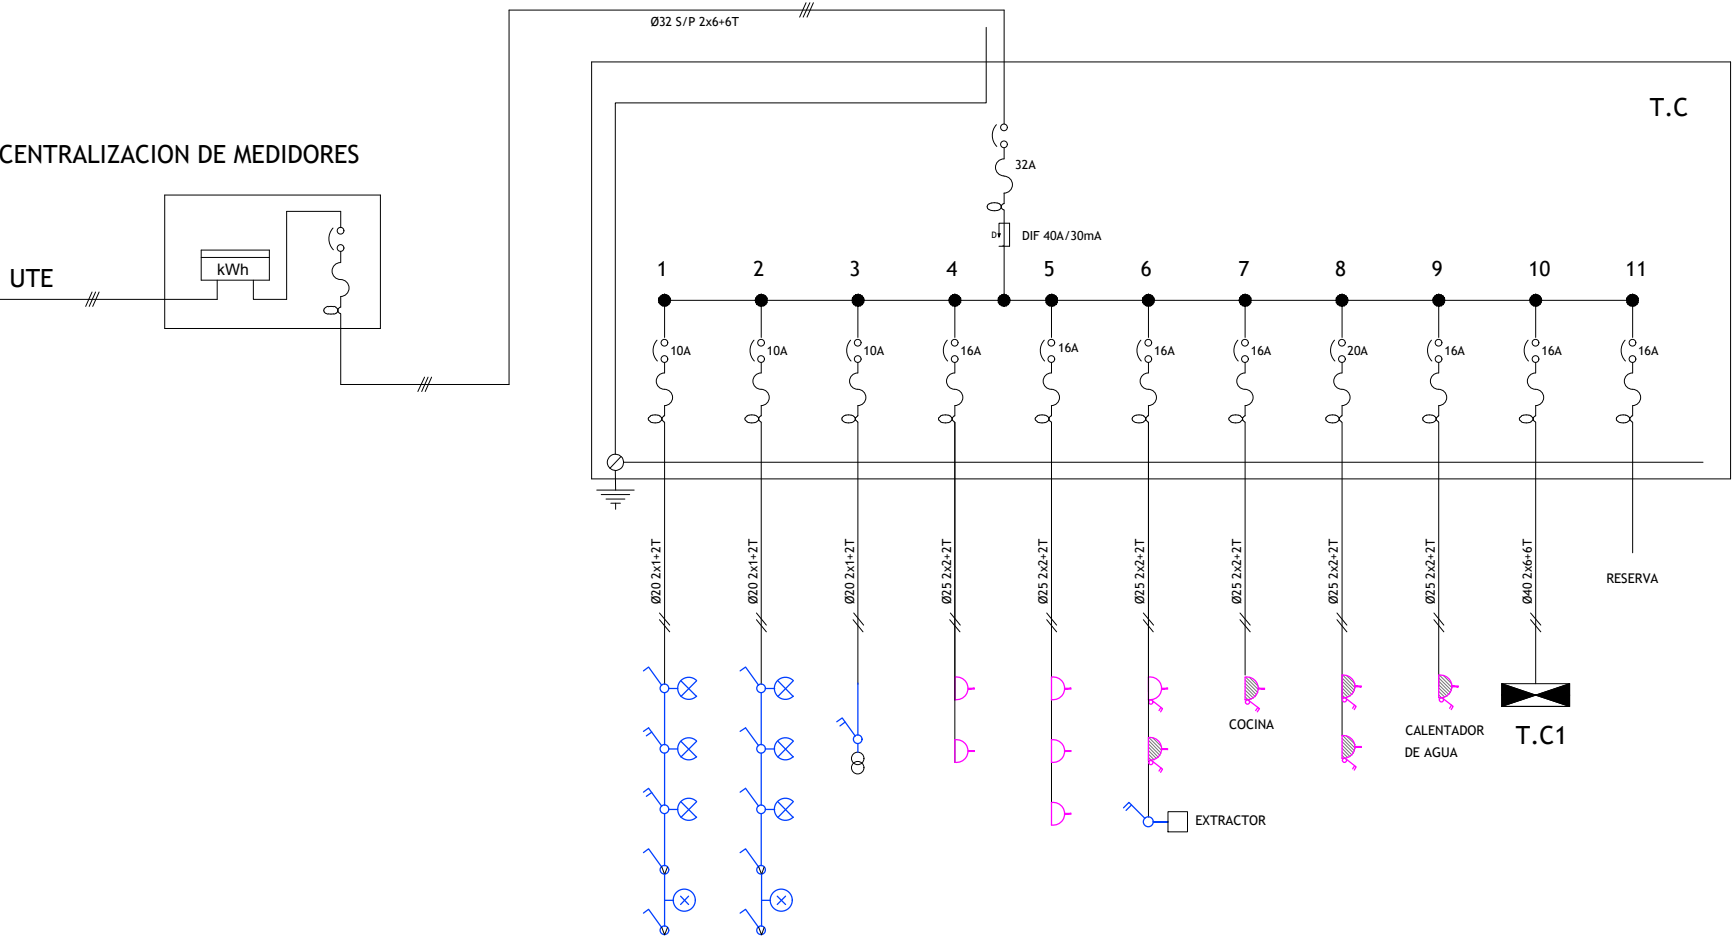 Ø32 S/P 2x6+6T
T.C
CENTRALIZACION DE MEDIDORES
32A
UTE
kWh
D
DIF 40A/30mA
1 2 3 4 5 6 7 8 9 10 11
10A 10A 10A 16A 16A 16A 16A 20A 16A 16A 16A
Ø20 2x1+2T
Ø20 2x1+2T
Ø20 2x1+2T
Ø25 2x2+2T
Ø25 2x2+2T
Ø25 2x2+2T
Ø25 2x2+2T
Ø25 2x2+2T
Ø25 2x2+2T
Ø40 2x6+6T
RESERVA
COCINA
CALENTADOR
DE AGUA
T.C1
EXTRACTOR